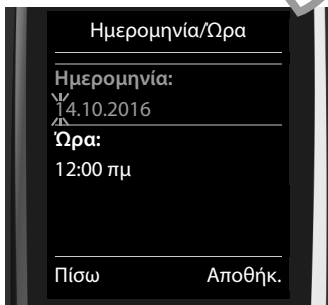 Ημερομηνία/Ώρα
Ημερομηνία:
14.10.2016
Ώρα:
12:00 πμ
Πίσω Αποθήκ.